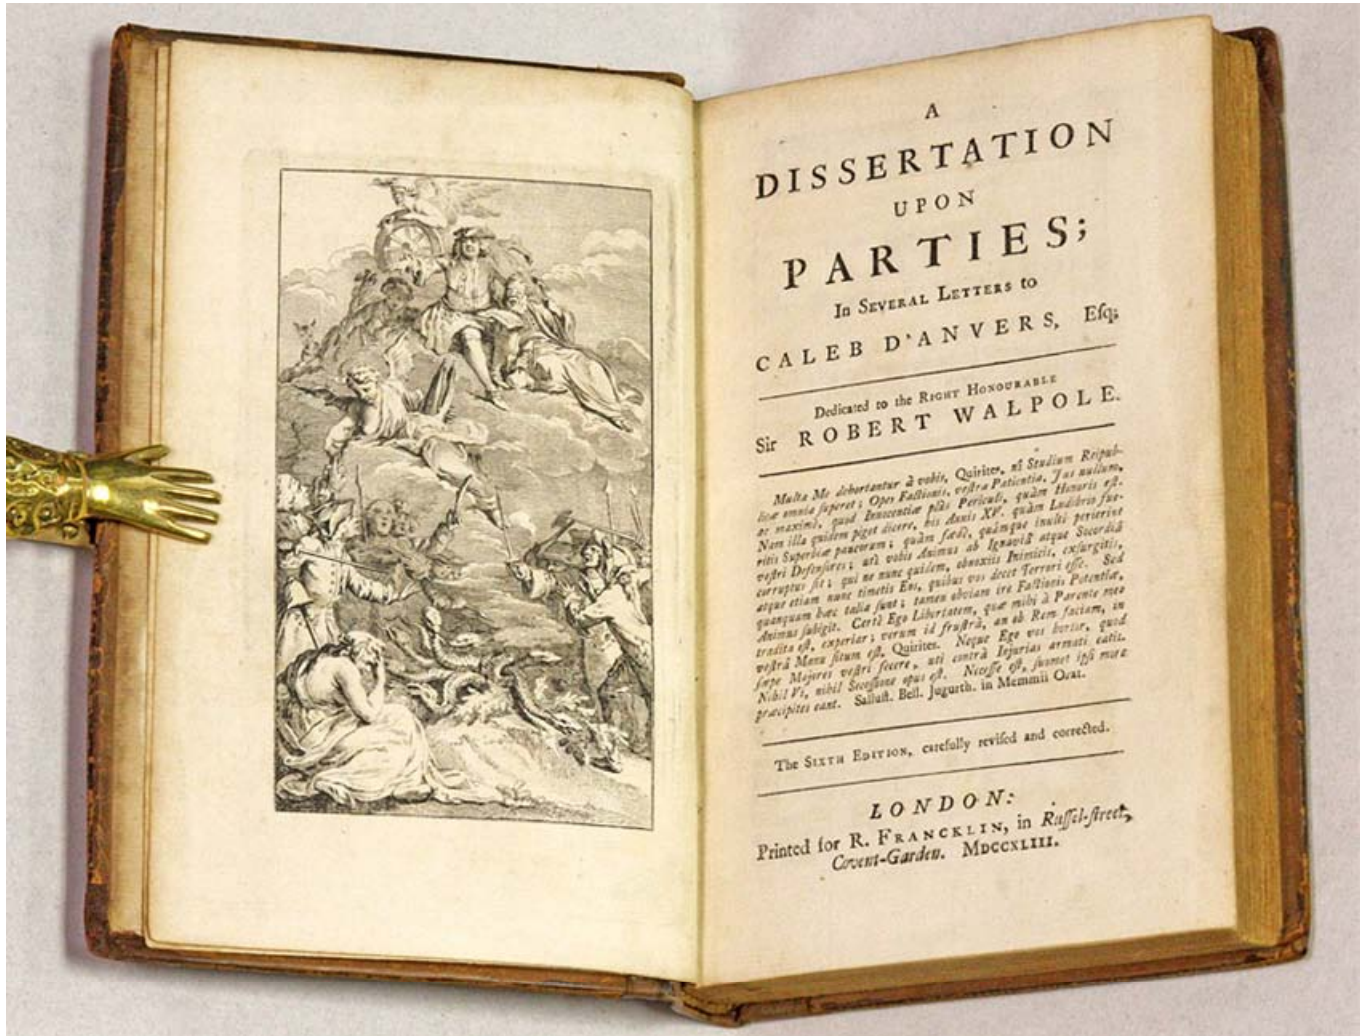 A
DISSERTATION
UPON
PARTIES;
In SEVERAL LETTERS to
CALEB D'ANVERS, Eſq;
Dedicated to the RIGHT HONOURABLE
Sir ROBERT WALPOLE.
Multa Me dehortantur à vobis, Quirites, nî Studium Reipub-
licæ omnia ſuperet; Opes Factionis, veſtra Patientia, Jus nullum,
ac maximè, quod Innocentiæ plùs Periculi, quàm Honoris eſt.
Nam illa quidem piget dicere, his Annis XV. quàm Ludibrio fue-
ritis Superbiæ paucorum; quàm fœdè, quámque inulti perierint
veſtri Defenſores; utì vobis Animus ab Ignaviâ atque Socordiâ
corruptus ſit; qui ne nunc quidem, obnoxiis Inimicis, exſurgitis,
atque etiam nunc timetis Eos, quibus vos decet Terrori eſſe. Sed
quanquam hæc talia ſunt; tamen obviam ire Factionis Potentiæ,
Animus ſubigit. Certè Ego Libertatem, quæ mihi à Parente meo
tradita eſt, experiar; verum id fruſtrà, an ob Rem faciam, in
veſtrâ Manu ſitum eſt, Quirites. Neque Ego vos hortor, quod
ſæpe Majores veſtri fecere, uti contrà Injurias armati eatis.
Nihil Vi, nihil Seceſſione opus eſt. Neceſſe eſt, ſuomet ipſi more
præcipites eant. Salluſt. Bell. Jugurth. in Memmii Orat.
The SIXTH EDITION, carefully reviſed and corrected.
LONDON:
Printed for R. FRANCKLIN, in Ruſſel-ſtreet,
Covent-Garden. MDCCXLIII.